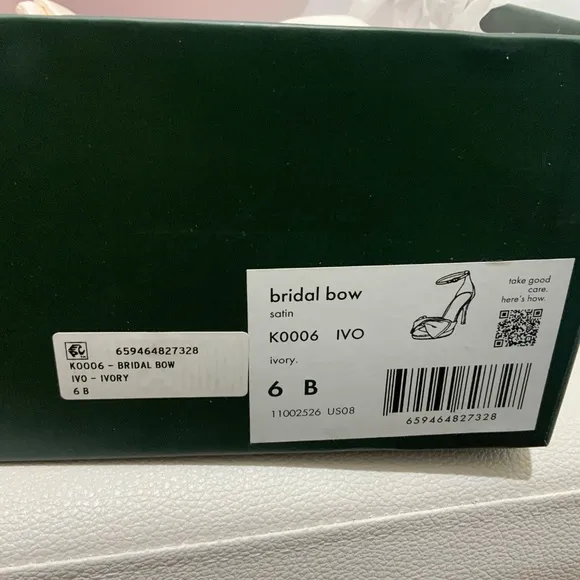 659464827328
K0006 - BRIDAL BOW
IVO - IVORY
6 B
bridal bow
satin
K0006 IVO
ivory.
6 B
11002526 US08
take good
care.
here's how.
659464827328